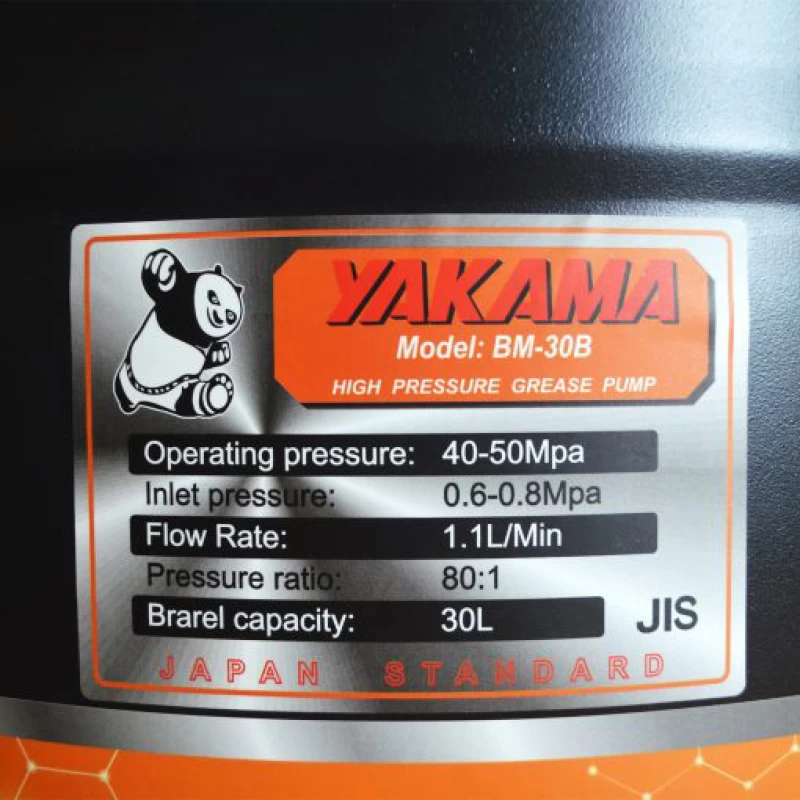 YAKAMA
Model: BM-30B
HIGH PRESSURE GREASE PUMP
Operating pressure: 40-50Mpa
Inlet pressure: 0.6-0.8Mpa
Flow Rate: 1.1L/Min
Pressure ratio: 80:1
Brarel capacity: 30L
JIS
JAPAN STANDARD